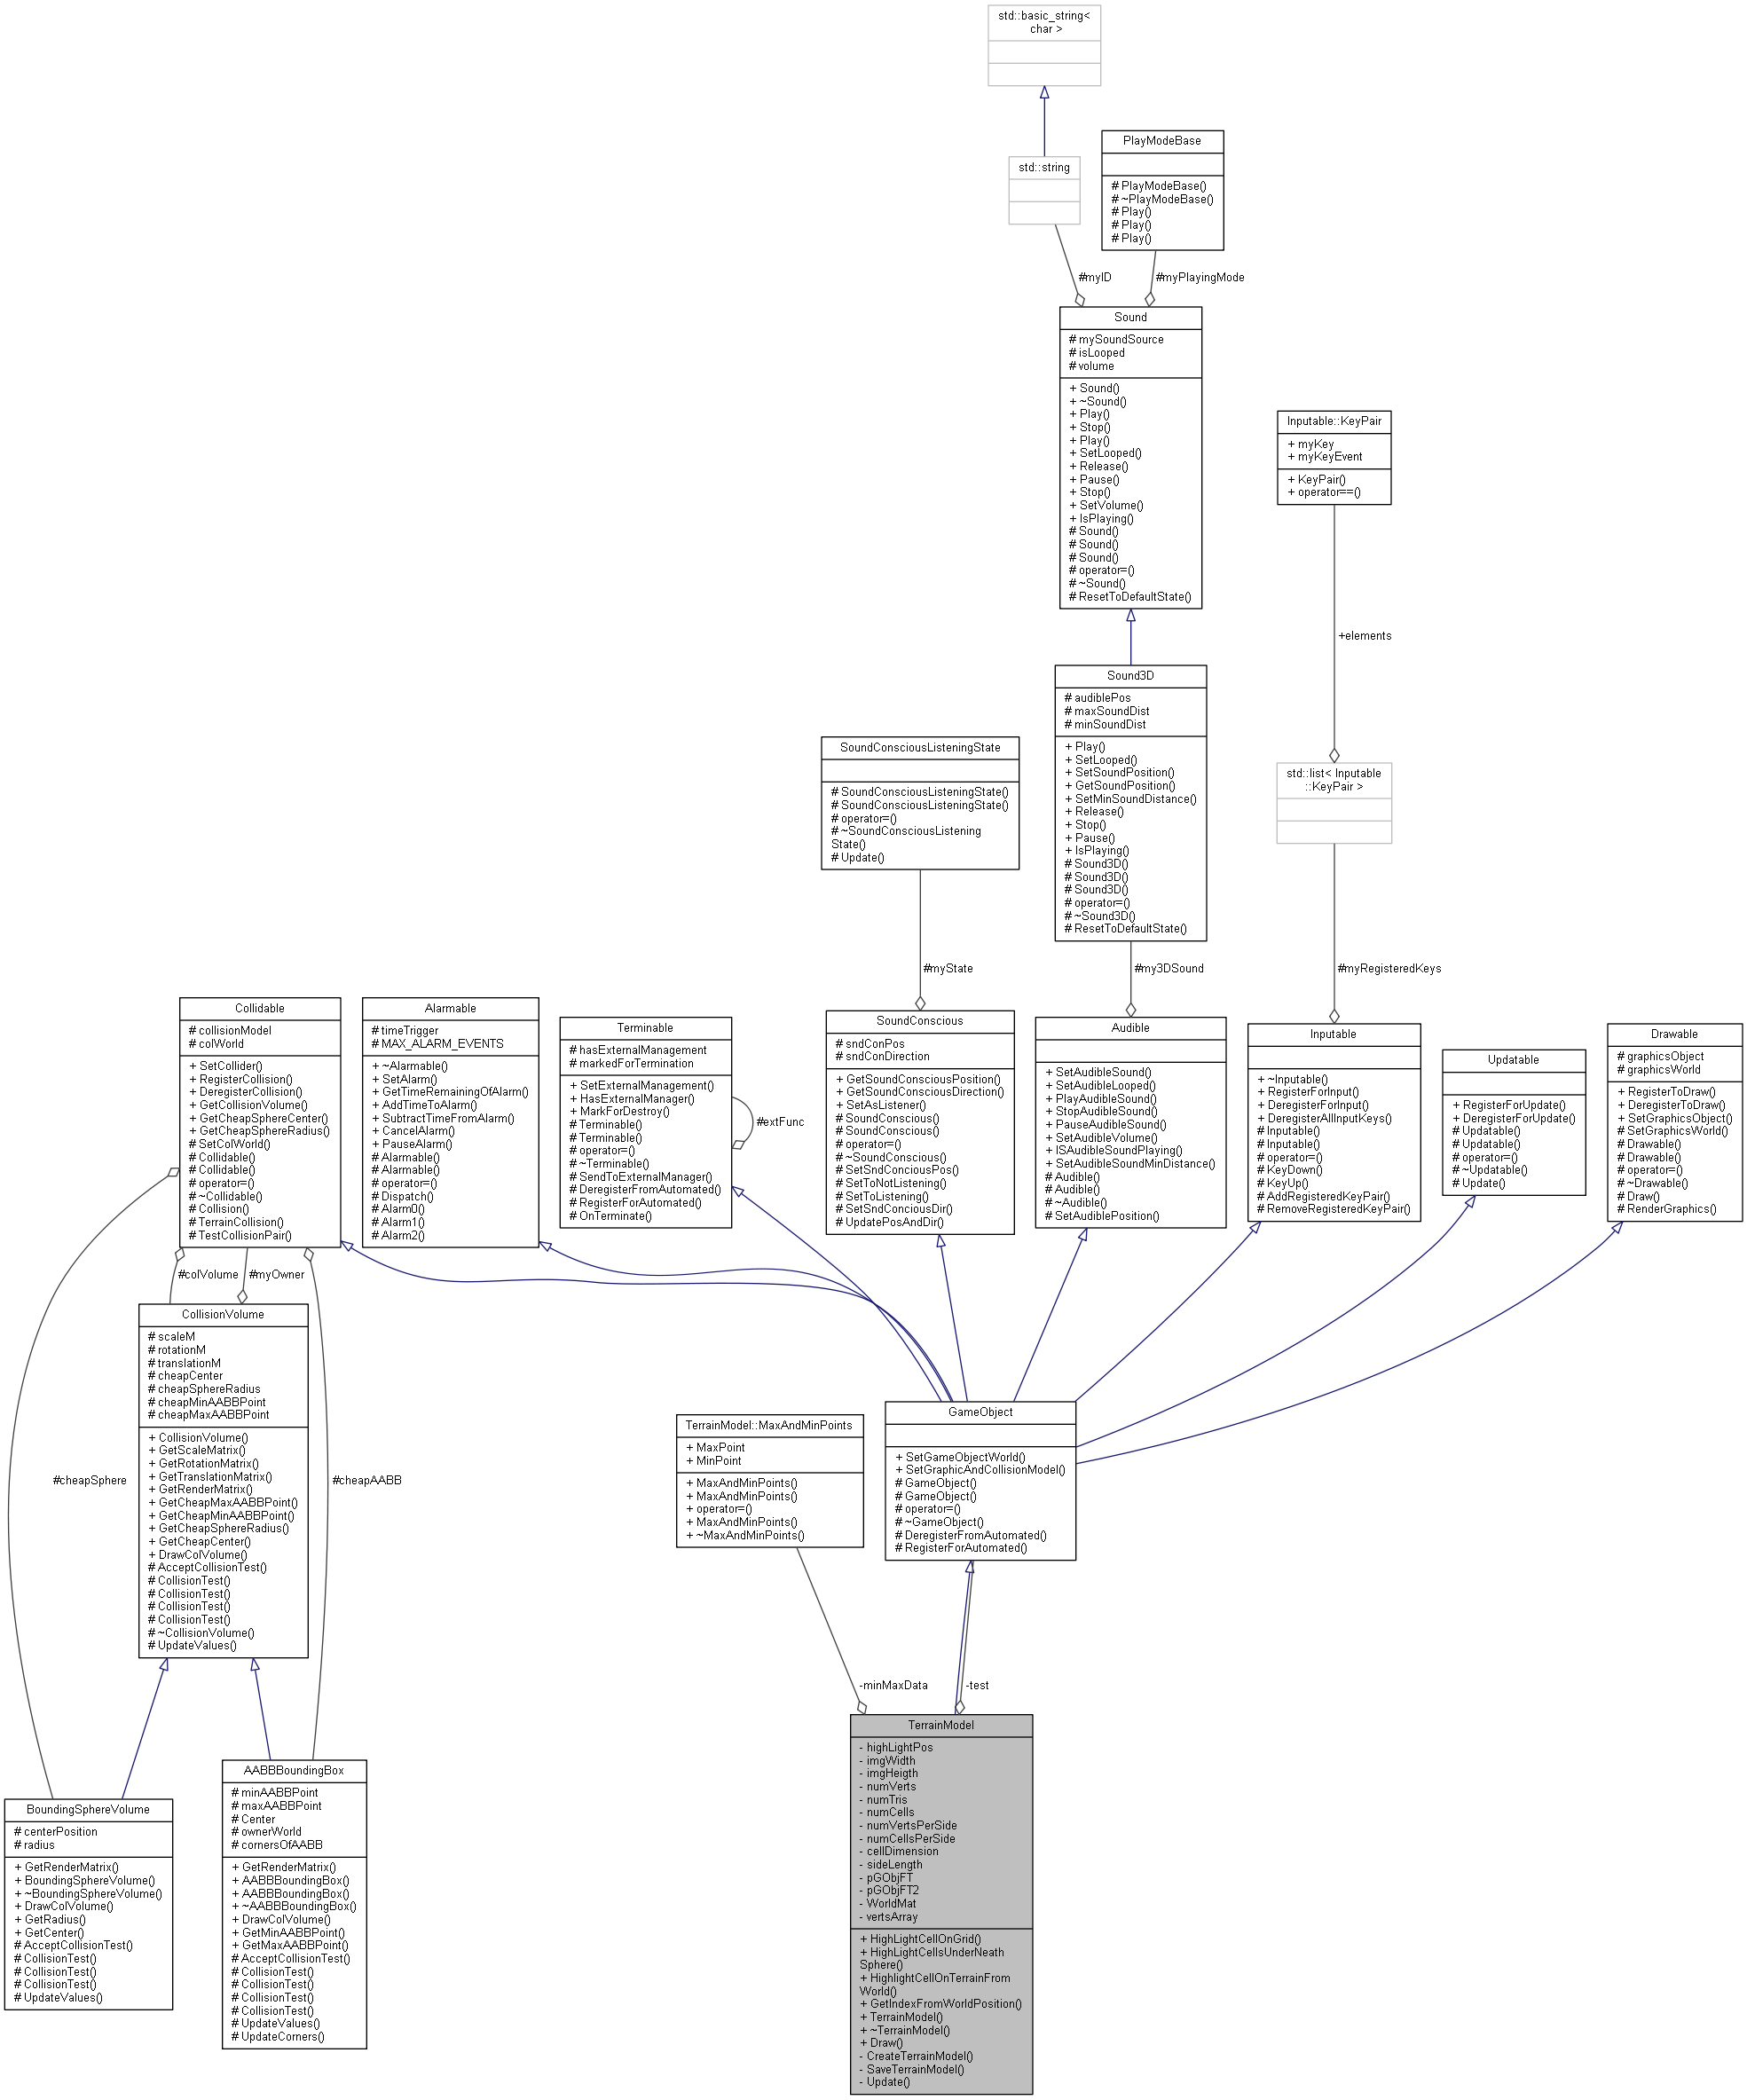 std::basic_string<
char >
std::string
PlayModeBase
# PlayModeBase()
# ~PlayModeBase()
# Play()
# Play()
# Play()
#myID
#myPlayingMode
Sound
# mySoundSource
# isLooped
# volume
+ Sound()
+ ~Sound()
+ Play()
+ Stop()
+ Play()
+ SetLooped()
+ Release()
+ Pause()
+ Stop()
+ SetVolume()
+ IsPlaying()
# Sound()
# Sound()
# Sound()
# operator=()
# ~Sound()
# ResetToDefaultState()
Inputable::KeyPair
+ myKey
+ myKeyEvent
+ KeyPair()
+ operator==()
+elements
Sound3D
# audiblePos
# maxSoundDist
# minSoundDist
+ Play()
+ SetLooped()
+ SetSoundPosition()
+ GetSoundPosition()
+ SetMinSoundDistance()
+ Release()
+ Stop()
+ Pause()
+ IsPlaying()
# Sound3D()
# Sound3D()
# Sound3D()
# operator=()
# ~Sound3D()
# ResetToDefaultState()
SoundConsciousListeningState
# SoundConsciousListeningState()
# SoundConsciousListeningState()
# operator=()
# ~SoundConsciousListening
State()
# Update()
std::list< Inputable
::KeyPair >
#myState
#my3DSound
#myRegisteredKeys
Collidable
# collisionModel
# colWorld
+ SetCollider()
+ RegisterCollision()
+ DeregisterCollision()
+ GetCollisionVolume()
+ GetCheapSphereCenter()
+ GetCheapSphereRadius()
# SetColWorld()
# Collidable()
# Collidable()
# operator=()
# ~Collidable()
# Collision()
# TerrainCollision()
# TestCollisionPair()
Alarmable
# timeTrigger
# MAX_ALARM_EVENTS
+ ~Alarmable()
+ SetAlarm()
+ GetTimeRemainingOfAlarm()
+ AddTimeToAlarm()
+ SubtractTimeFromAlarm()
+ CancelAlarm()
+ PauseAlarm()
# Alarmable()
# Alarmable()
# operator=()
# Dispatch()
# Alarm0()
# Alarm1()
# Alarm2()
Terminable
# hasExternalManagement
# markedForTermination
+ SetExternalManagement()
+ HasExternalManager()
+ MarkForDestroy()
# Terminable()
# Terminable()
# operator=()
# ~Terminable()
# SendToExternalManager()
# DeregisterFromAutomated()
# RegisterForAutomated()
# OnTerminate()
#extFunc
SoundConscious
# sndConPos
# sndConDirection
+ GetSoundConsciousPosition()
+ GetSoundConsciousDirection()
+ SetAsListener()
# SoundConscious()
# SoundConscious()
# operator=()
# ~SoundConscious()
# SetSndConciousPos()
# SetToNotListening()
# SetToListening()
# SetSndConciousDir()
# UpdatePosAndDir()
Audible
+ SetAudibleSound()
+ SetAudibleLooped()
+ PlayAudibleSound()
+ StopAudibleSound()
+ PauseAudibleSound()
+ SetAudibleVolume()
+ ISAudibleSoundPlaying()
+ SetAudibleSoundMinDistance()
# Audible()
# Audible()
# ~Audible()
# SetAudiblePosition()
Inputable
+ ~Inputable()
+ RegisterForInput()
+ DeregisterForInput()
+ DeregisterAllInputKeys()
# Inputable()
# Inputable()
# operator=()
# KeyDown()
# KeyUp()
# AddRegisteredKeyPair()
# RemoveRegisteredKeyPair()
Updatable
+ RegisterForUpdate()
+ DeregisterForUpdate()
# Updatable()
# Updatable()
# operator=()
# ~Updatable()
# Update()
Drawable
# graphicsObject
# graphicsWorld
+ RegisterToDraw()
+ DeregisterToDraw()
+ SetGraphicsObject()
# SetGraphicsWorld()
# Drawable()
# Drawable()
# operator=()
# ~Drawable()
# Draw()
# RenderGraphics()
#colVolume
#myOwner
CollisionVolume
# scaleM
# rotationM
# translationM
# cheapCenter
# cheapSphereRadius
# cheapMinAABBPoint
# cheapMaxAABBPoint
+ CollisionVolume()
+ GetScaleMatrix()
+ GetRotationMatrix()
+ GetTranslationMatrix()
+ GetRenderMatrix()
+ GetCheapMaxAABBPoint()
+ GetCheapMinAABBPoint()
+ GetCheapSphereRadius()
+ GetCheapCenter()
+ DrawColVolume()
# AcceptCollisionTest()
# CollisionTest()
# CollisionTest()
# CollisionTest()
# CollisionTest()
# ~CollisionVolume()
# UpdateValues()
#cheapSphere
#cheapAABB
TerrainModel::MaxAndMinPoints
+ MaxPoint
+ MinPoint
+ MaxAndMinPoints()
+ MaxAndMinPoints()
+ operator=()
+ MaxAndMinPoints()
+ ~MaxAndMinPoints()
GameObject
+ SetGameObjectWorld()
+ SetGraphicAndCollisionModel()
# GameObject()
# GameObject()
# operator=()
# ~GameObject()
# DeregisterFromAutomated()
# RegisterForAutomated()
-minMaxData
-test
BoundingSphereVolume
# centerPosition
# radius
+ GetRenderMatrix()
+ BoundingSphereVolume()
+ ~BoundingSphereVolume()
+ DrawColVolume()
+ GetRadius()
+ GetCenter()
# AcceptCollisionTest()
# CollisionTest()
# CollisionTest()
# CollisionTest()
# UpdateValues()
AABBBoundingBox
# minAABBPoint
# maxAABBPoint
# Center
# ownerWorld
# cornersOfAABB
+ GetRenderMatrix()
+ AABBBoundingBox()
+ AABBBoundingBox()
+ ~AABBBoundingBox()
+ DrawColVolume()
+ GetMinAABBPoint()
+ GetMaxAABBPoint()
# AcceptCollisionTest()
# CollisionTest()
# CollisionTest()
# CollisionTest()
# CollisionTest()
# UpdateValues()
# UpdateCorners()
TerrainModel
- highLightPos
- imgWidth
- imgHeigth
- numVerts
- numTris
- numCells
- numVertsPerSide
- numCellsPerSide
- cellDimension
- sideLength
- pGObjFT
- pGObjFT2
- WorldMat
- vertsArray
+ HighLightCellOnGrid()
+ HighLightCellsUnderNeath
Sphere()
+ HighlightCellOnTerrainFrom
World()
+ GetIndexFromWorldPosition()
+ TerrainModel()
+ ~TerrainModel()
+ Draw()
- CreateTerrainModel()
- SaveTerrainModel()
- Update()